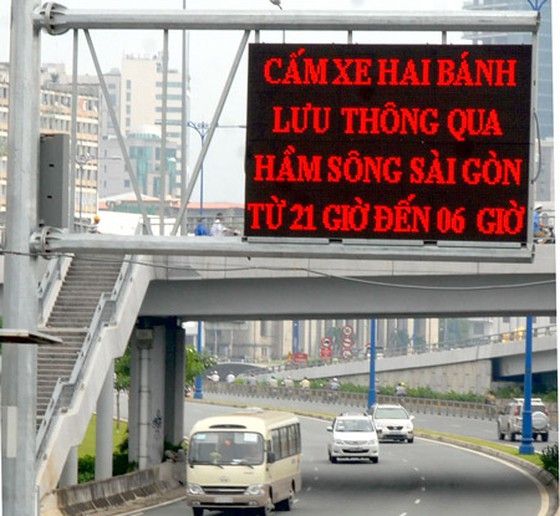 CẤM XE HAI BÁNH
LƯU THÔNG QUA
HẦM SÔNG SÀI GÒN
TỪ 21 GIỜ ĐẾN 06 GIỜ